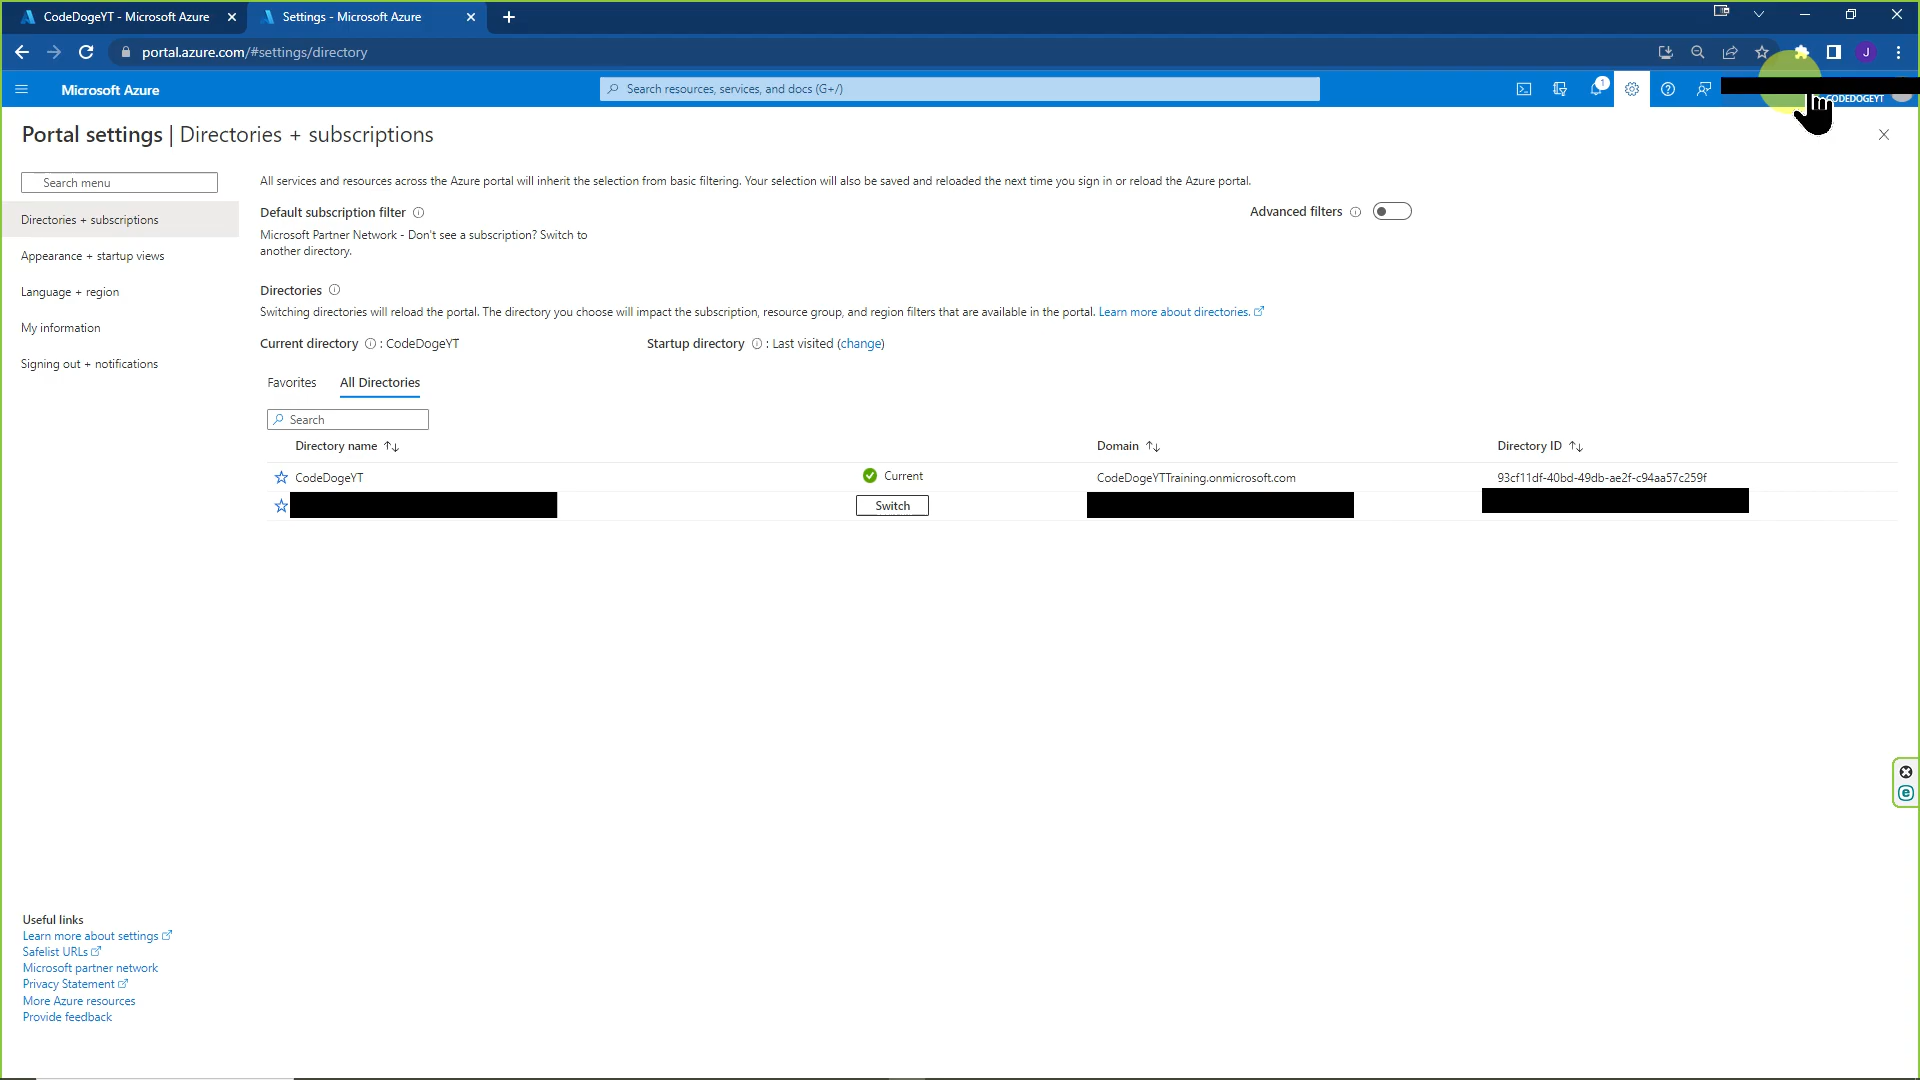 CodeDogeYT - Microsoft Azure
Settings - Microsoft Azure
portal.azure.com/#settings/directory
J
Microsoft Azure
Search resources, services, and docs (G+/)
1
CODEDOGEYT
Portal settings | Directories + subscriptions
Search menu
Directories + subscriptions
Appearance + startup views
Language + region
My information
Signing out + notifications
All services and resources across the Azure portal will inherit the selection from basic filtering. Your selection will also be saved and reloaded the next time you sign in or reload the Azure portal.
Default subscription filter
Advanced filters
Microsoft Partner Network - Don't see a subscription? Switch to
another directory.
Directories
Switching directories will reload the portal. The directory you choose will impact the subscription, resource group, and region filters that are available in the portal. Learn more about directories.
Current directory : CodeDogeYT
Startup directory : Last visited (change)
Favorites
All Directories
Search
Directory name
Domain
Directory ID
CodeDogeYT
Current
CodeDogeYTTraining.onmicrosoft.com
93cf11df-40bd-49db-ae2f-c94aa57c259f
Switch
Useful links
Learn more about settings
Safelist URLs
Microsoft partner network
Privacy Statement
More Azure resources
Provide feedback